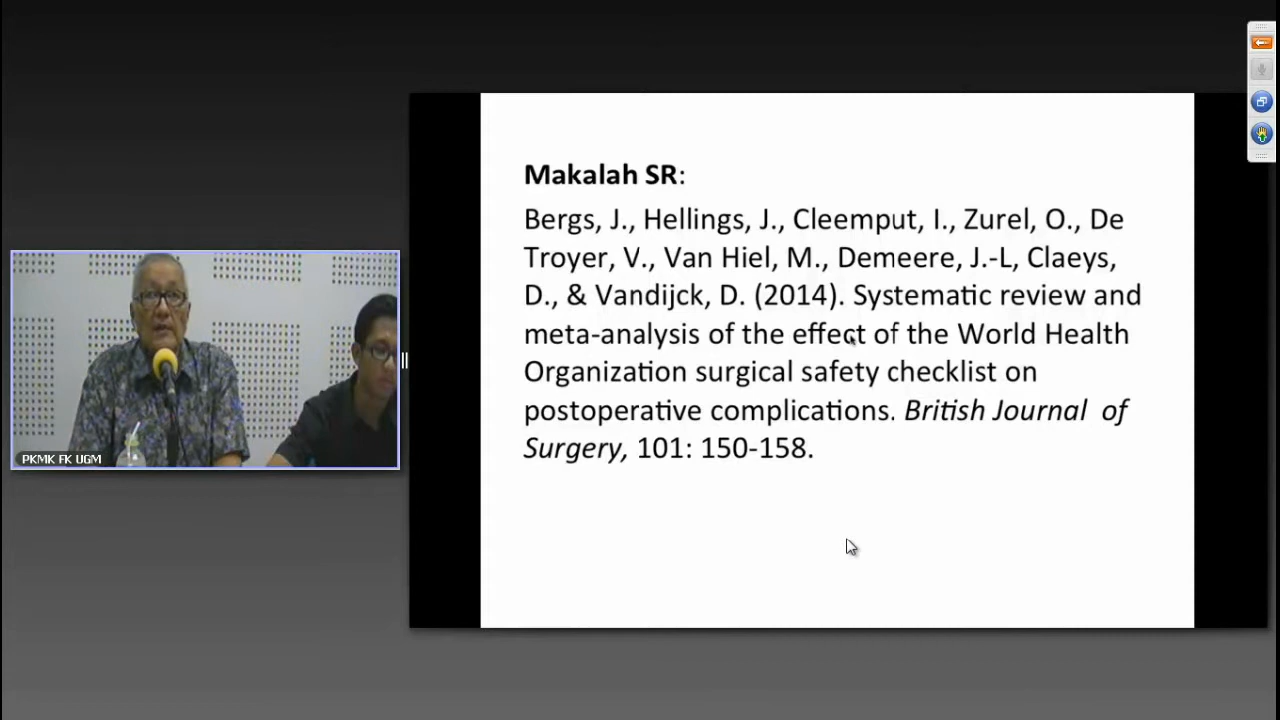 Makalah SR:
Bergs, J., Hellings, J., Cleemput, I., Zurel, O., De
Troyer, V., Van Hiel, M., Demeere, J.-L, Claeys,
D., & Vandijck, D. (2014). Systematic review and
meta-analysis of the effect of the World Health
Organization surgical safety checklist on
postoperative complications. British Journal of
Surgery, 101: 150-158.
PKMK FK UGM